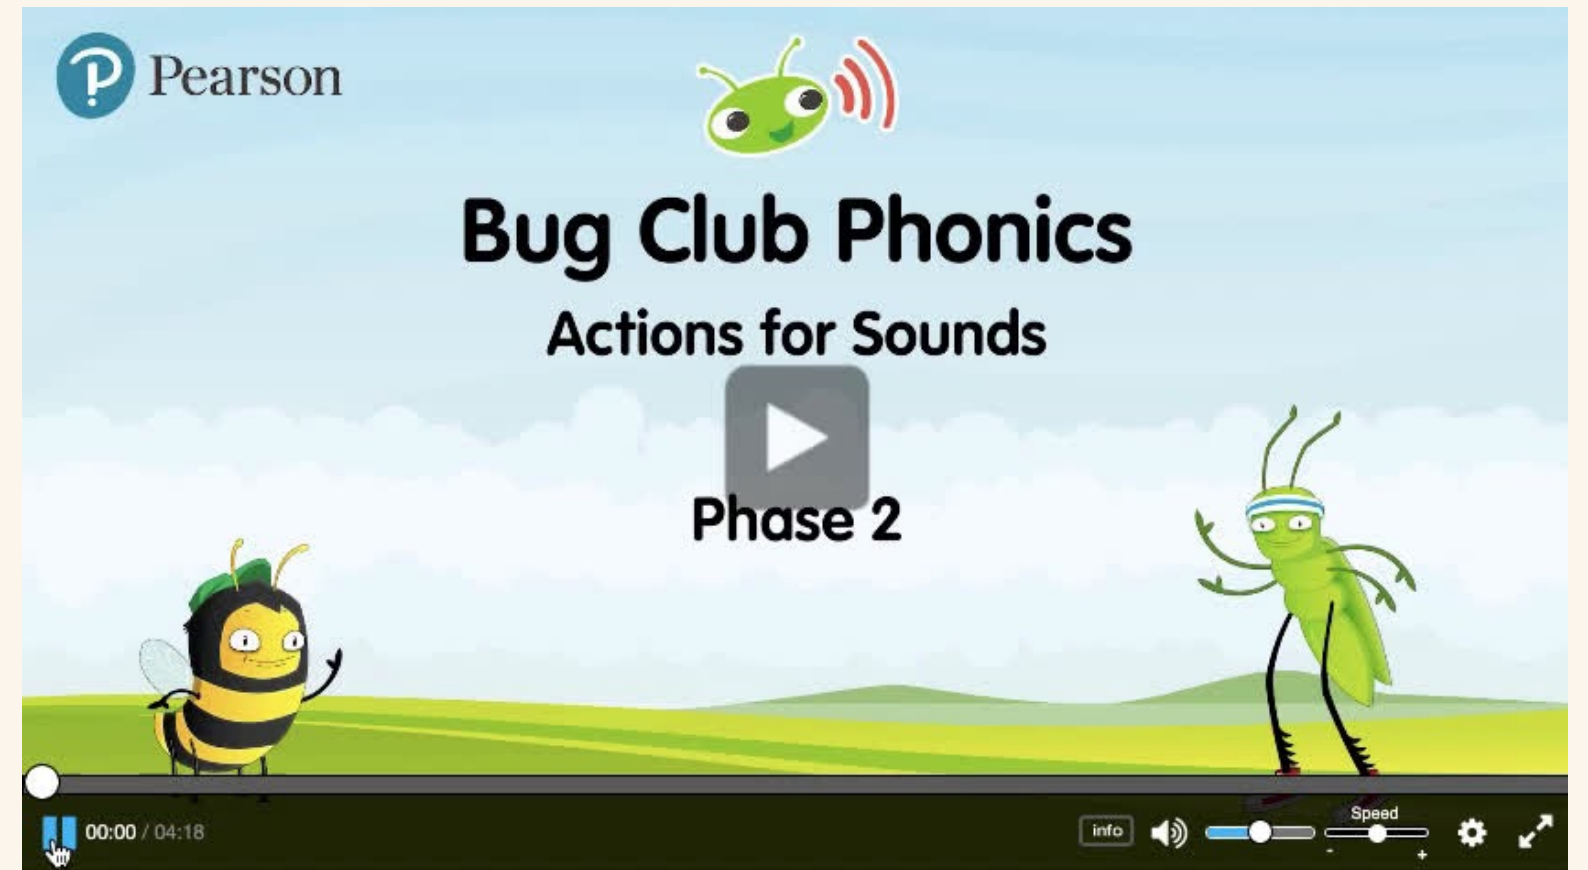 Pearson
Bug Club Phonics
Actions for Sounds
Phase 2
00:00 / 04:18
info
Speed
- +